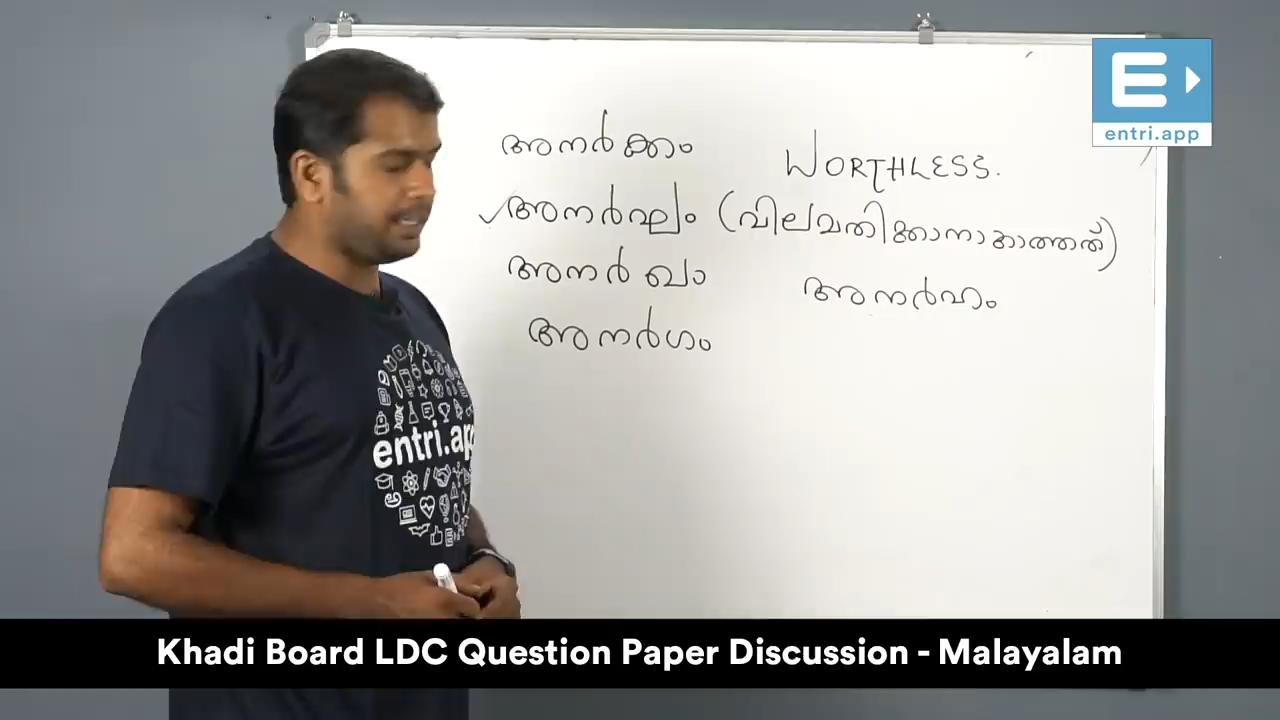 അനർക്കം
WORTHLESS.
അനർഘം (വിലമതിക്കാനാകാത്തത്)
അനർഖം
അനർഹം
അനർഗം
E
entri.app
entri.app
Khadi Board LDC Question Paper Discussion - Malayalam